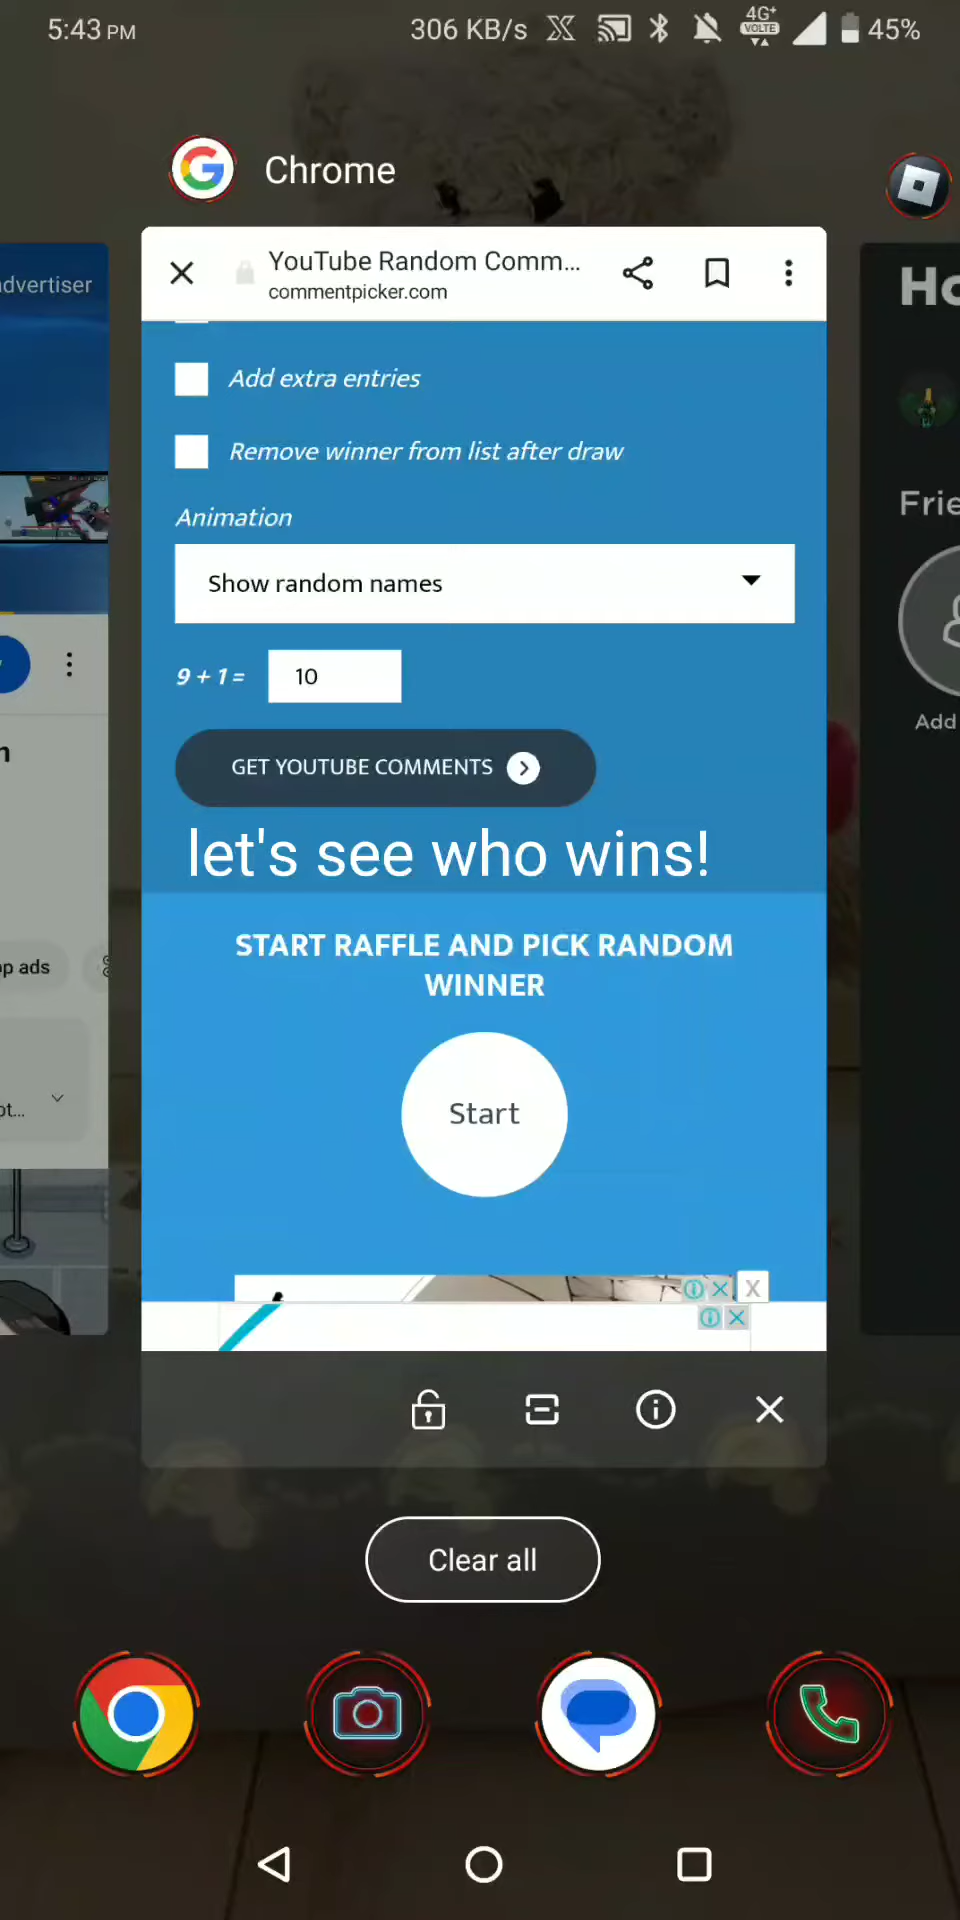 5:43 PM
306 KB/s
4G+
VOLTE
45%
Chrome
dvertiser
YouTube Random Comm...
commentpicker.com
Add extra entries
Remove winner from list after draw
Animation
Show random names
9 + 1 =
10
GET YOUTUBE COMMENTS
let's see who wins!
START RAFFLE AND PICK RANDOM
WINNER
Start
p ads
ot...
Ho
Frie
Add
Clear all